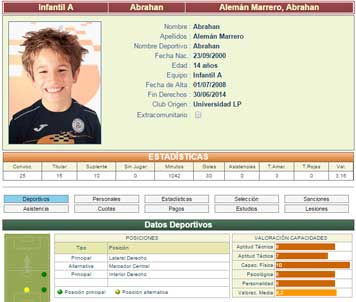 Infantil A Abrahan Alemán Marrero, Abrahan
Nombre : Abrahan
Apellidos : Alemán Marrero
Nombre Deportivo : Abrahan
Fecha Nac. : 23/09/2000
Edad : 14 años
Equipo : Infantil A
Fecha de Alta : 01/07/2008
Fin Derechos : 30/06/2014
Club Origen : Universidad LP
Extracomunitario :
ESTADÍSTICAS
Convoc. Titular Suplente Sin Jugar Minutos Goles Asistencias T.Amar. T.Rojas Val.
25 15 10 0 1042 30 0 3 0 3.16
Deportivos Personales Estadísticas Selección Sanciones
Asistencia Cuotas Pagos Estudios Lesiones
Datos Deportivos
POSICIONES
Tipo Posición
Principal Lateral Derecho
Alternativa Mercador Central
Principal Interior Derecho
Posición principal Posición alternativa
VALORACIÓN CAPACIDADES
Aptitud Técnica
Aptitud Táctica
Capac. Física
Psicológica
Personalidad
Valorac. Media